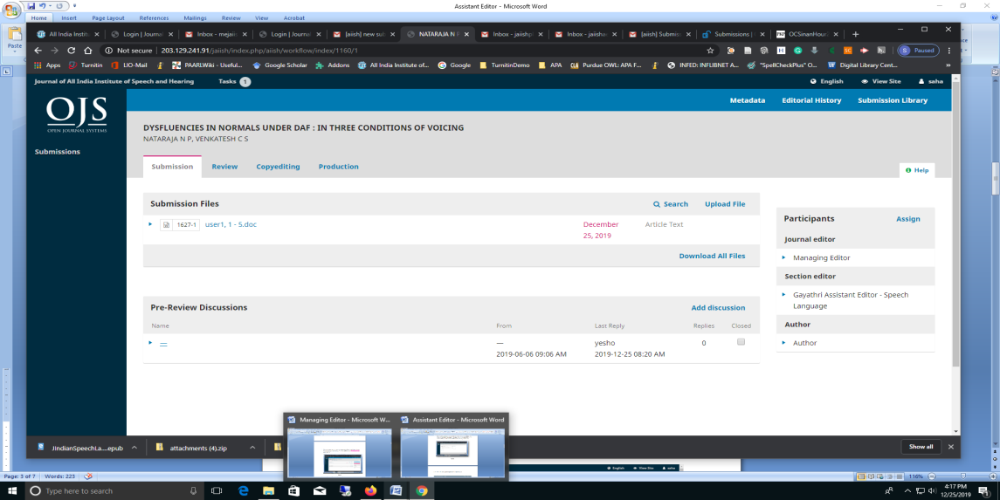 Assistant Editor - Microsoft Word
Home Insert Page Layout References Mailings Review View Acrobat
Paste
All India Instit Login | Journal Inbox - mejaii Login | Journa [aiish] new sub NATARAJA N P Inbox - jaiishp Inbox - jaiisha [aiish] Submis Submissions OCSinanHou
Not secure | 203.129.241.91/jaiish/index.php/aiish/workflow/index/1160/1
S Paused
Apps Turnitin LIO-Mail PAARLWiki - Useful... Google Scholar Addons All India Institute of... Google TurnitinDemo APA Purdue OWL: APA F... INFED: INFLIBNET A... "SpellCheckPlus" O... Digital Library Cent... »
Journal of All India Institute of Speech and Hearing Tasks 1 English View Site saha
OJS
OPEN JOURNAL SYSTEMS
Metadata Editorial History Submission Library
Submissions
DYSFLUENCIES IN NORMALS UNDER DAF : IN THREE CONDITIONS OF VOICING
NATARAJA N P, VENKATESH C S
Submission Review Copyediting Production
Help
Submission Files Search Upload File
1627-1 user1, 1 - 5.doc December 25, 2019 Article Text
Download All Files
Participants Assign
Journal editor
Managing Editor
Section editor
Gayathri Assistant Editor - Speech
Language
Author
Author
Pre-Review Discussions Add discussion
Name From Last Reply Replies Closed
— — yesho 0
2019-06-06 09:06 AM 2019-12-25 08:20 AM
Managing Editor - Microsoft W... Assistant Editor - Microsoft Word
JIndianSpeechLa....epub attachments (4).zip Show all
English View Site saha
Page: 5 of 7 Words: 223 116%
Type here to search
4:17 PM
12/25/2019